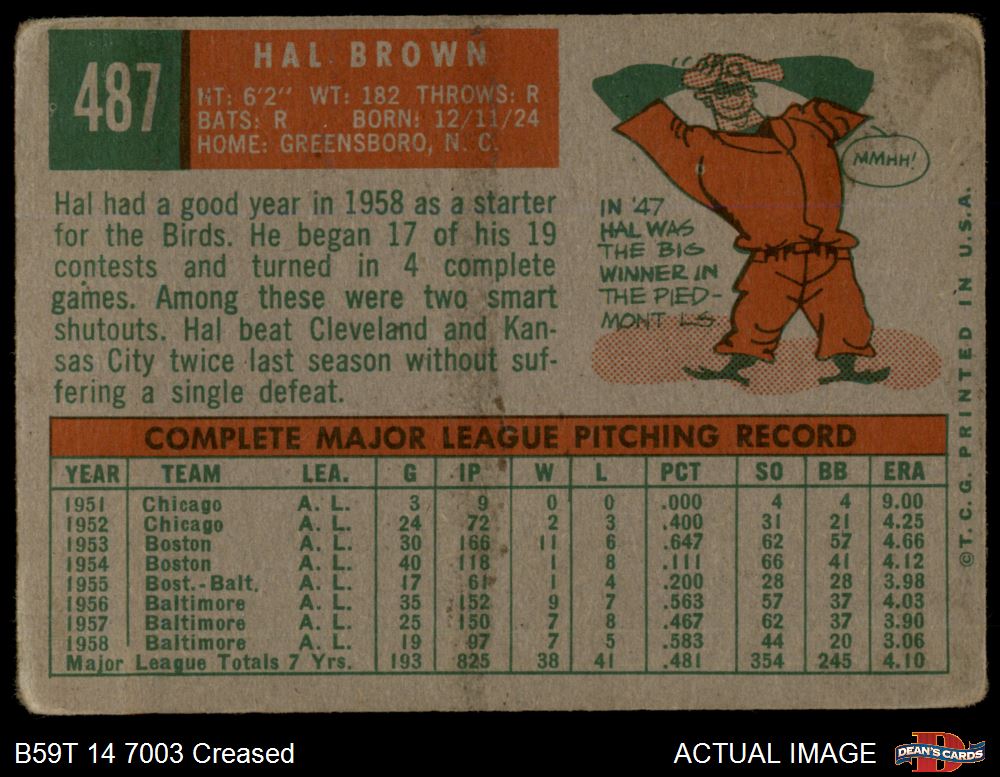 487
HAL BROWN
HT: 6'2" WT: 182 THROWS: R
BATS: R BORN: 12/11/24
HOME: GREENSBORO, N. C.
Hal had a good year in 1958 as a starter
for the Birds. He began 17 of his 19
contests and turned in 4 complete
games. Among these were two smart
shutouts. Hal beat Cleveland and Kan-
sas City twice last season without suf-
fering a single defeat.
MMHH!
IN '47
HAL WAS
THE BIG
WINNER IN
THE PIED-
MONT LS
©T. C. G. PRINTED IN U. S. A.
COMPLETE MAJOR LEAGUE PITCHING RECORD
YEAR TEAM LEA. G IP W L PCT SO BB ERA
1951 Chicago A. L. 3 9 0 0 .000 4 4 9.00
1952 Chicago A. L. 24 72 2 3 .400 31 21 4.25
1953 Boston A. L. 30 166 11 6 .647 62 57 4.66
1954 Boston A. L. 40 118 1 8 .111 66 41 4.12
1955 Bost.-Balt. A. L. 17 61 1 4 .200 28 28 3.98
1956 Baltimore A. L. 35 152 9 7 .563 57 37 4.03
1957 Baltimore A. L. 25 150 7 8 .467 62 37 3.90
1958 Baltimore A. L. 19 97 7 5 .583 44 20 3.06
Major League Totals 7 Yrs. 193 825 38 41 .481 354 245 4.10
B59T 14 7003 Creased
ACTUAL IMAGE
DEAN'S CARDS